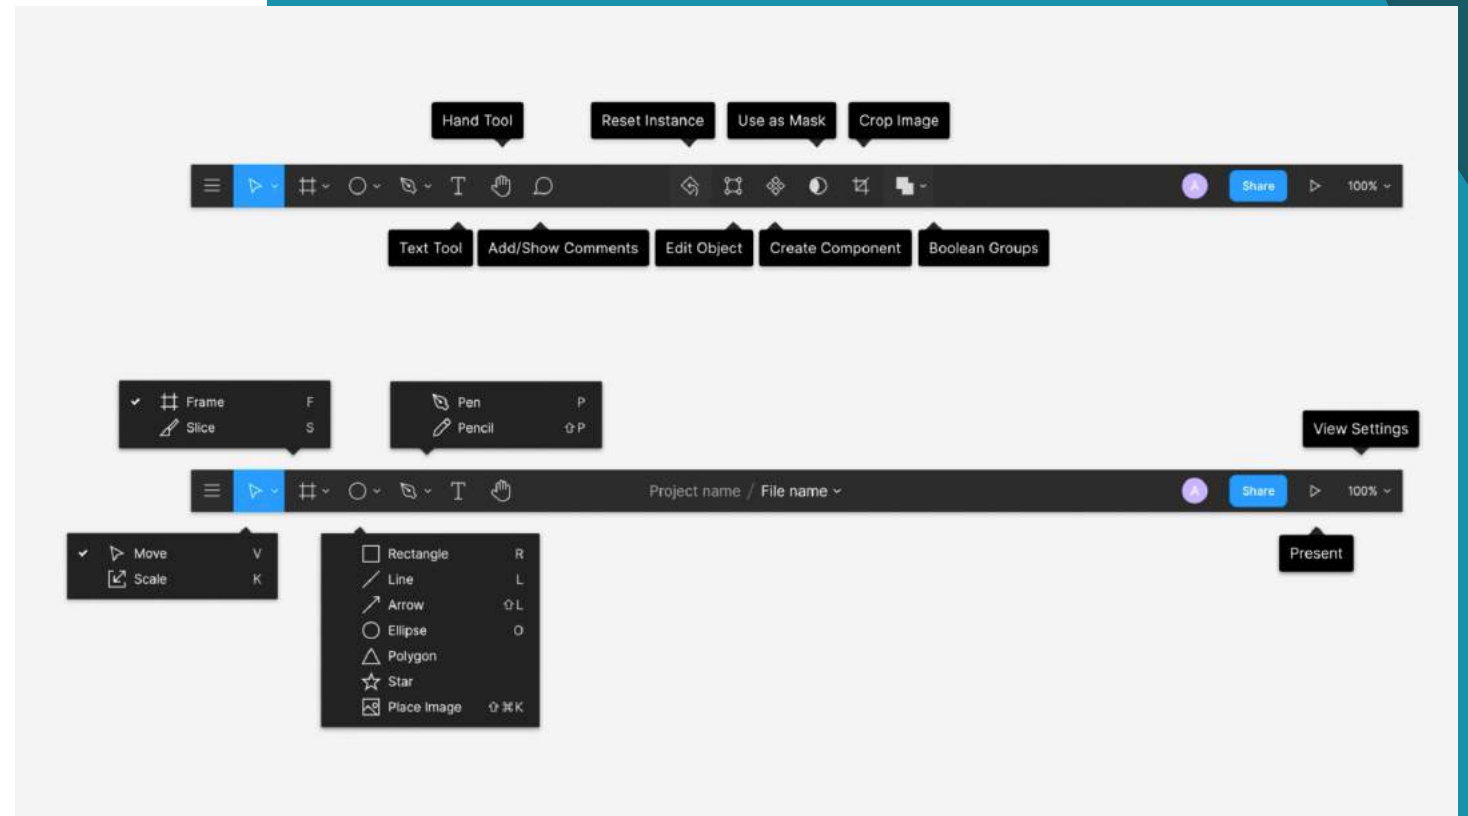 Hand Tool
Reset Instance
Use as Mask
Crop Image
T
A
Share
100%
Text Tool
Add/Show Comments
Edit Object
Create Component
Boolean Groups
Frame F
Slice S
Pen P
Pencil ⇧P
View Settings
T
Project name / File name
A
Share
100%
Move V
Scale K
Rectangle R
Line L
Arrow ⇧L
Ellipse O
Polygon
Star
Place Image ⇧⌘K
Present